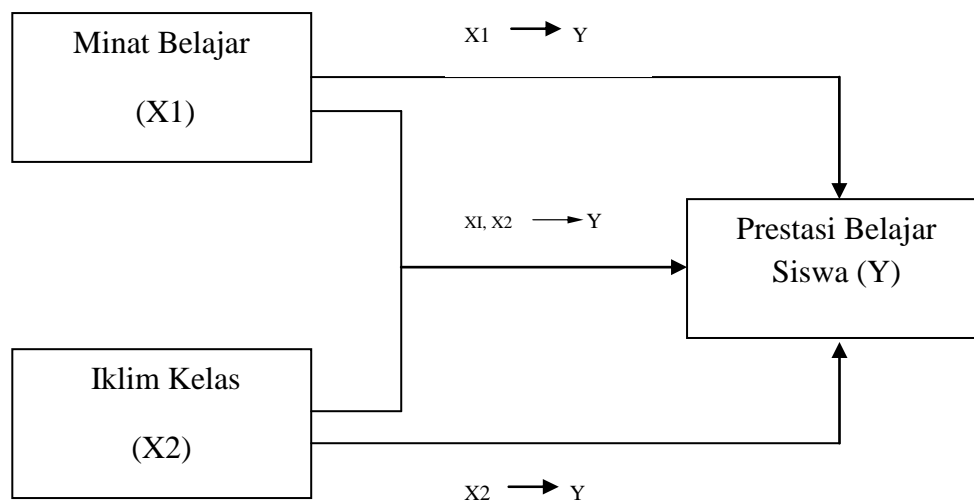 Minat Belajar
(X1)
X1 → Y
XI, X2 → Y
Prestasi Belajar
Siswa (Y)
Iklim Kelas
(X2)
X2 → Y